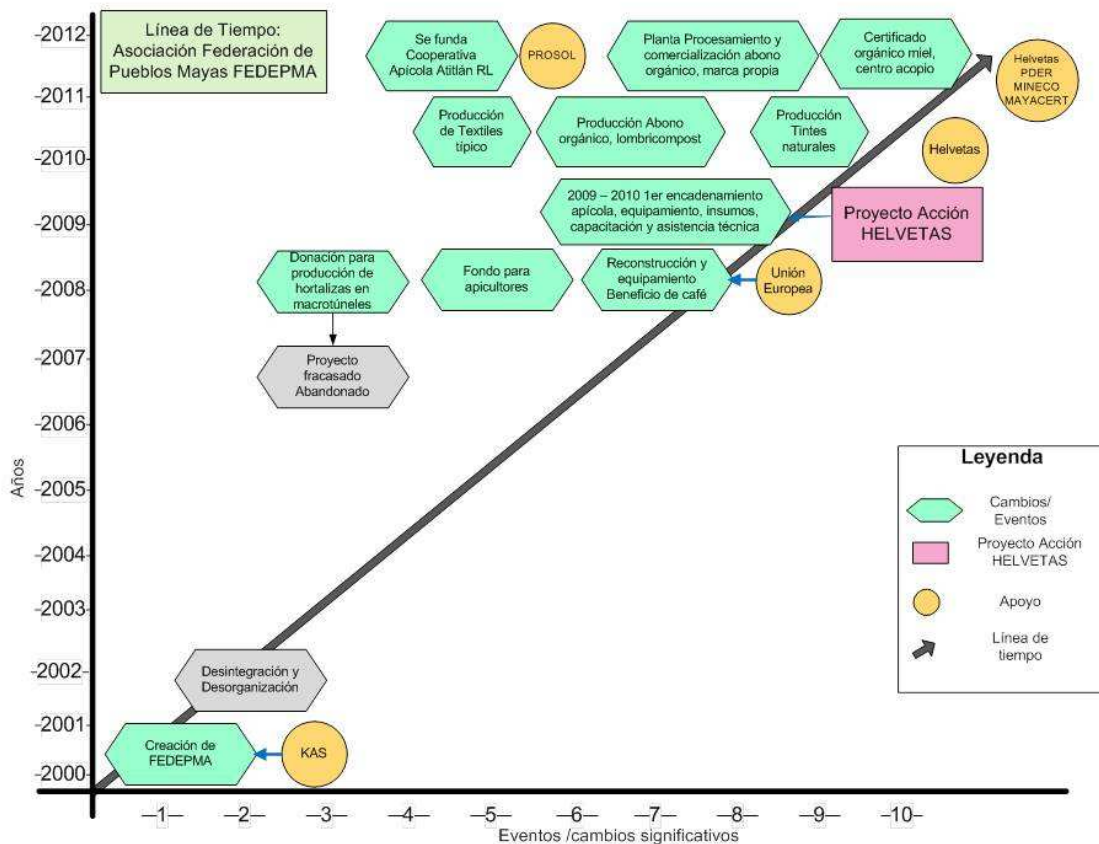 Línea de Tiempo:
Asociación Federación de
Pueblos Mayas FEDEPMA
Se funda
Cooperativa
Apícola Atitlán RL
PROSOL
Planta Procesamiento y
comercialización abono
orgánico, marca propia
Certificado
orgánico miel,
centro acopio
Helvetas
PDER
MINECO
MAYACERT
Producción
de Textiles
típico
Producción Abono
orgánico, lombricompost
Producción
Tintes
naturales
Helvetas
2009 – 2010 1er encadenamiento
apícola, equipamiento, insumos,
capacitación y asistencia técnica
Proyecto Acción
HELVETAS
Donación para
producción de
hortalizas en
macrotúneles
Fondo para
apicultores
Reconstrucción y
equipamiento
Beneficio de café
Unión
Europea
Proyecto
fracasado
Abandonado
Desintegración y
Desorganización
Creación de
FEDEPMA
KAS
Años
–2012–
–2011–
–2010–
–2009–
–2008–
–2007–
–2006–
–2005–
–2004–
–2003–
–2002–
–2001–
–2000–
–1–
–2–
–3–
–4–
–5–
–6–
–7–
–8–
–9–
–10–
Eventos /cambios significativos
Leyenda
Cambios/
Eventos
Proyecto Acción
HELVETAS
Apoyo
Línea de
tiempo